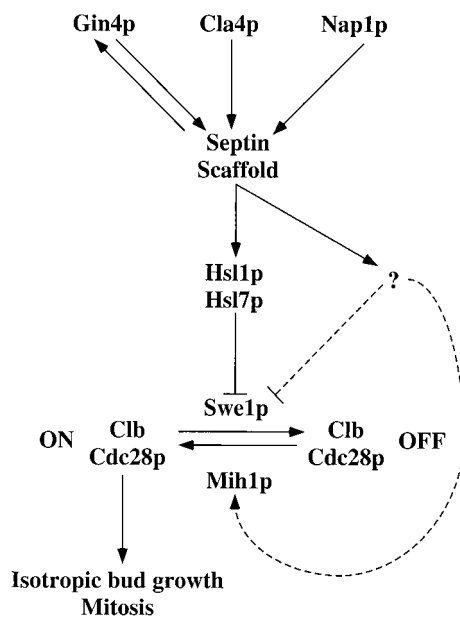 Gin4p Cla4p Nap1p
Septin
Scaffold
Hsl1p
Hsl7p
?
Swe1p
ON Clb Cdc28p
Clb Cdc28p OFF
Mih1p
Isotropic bud growth
Mitosis